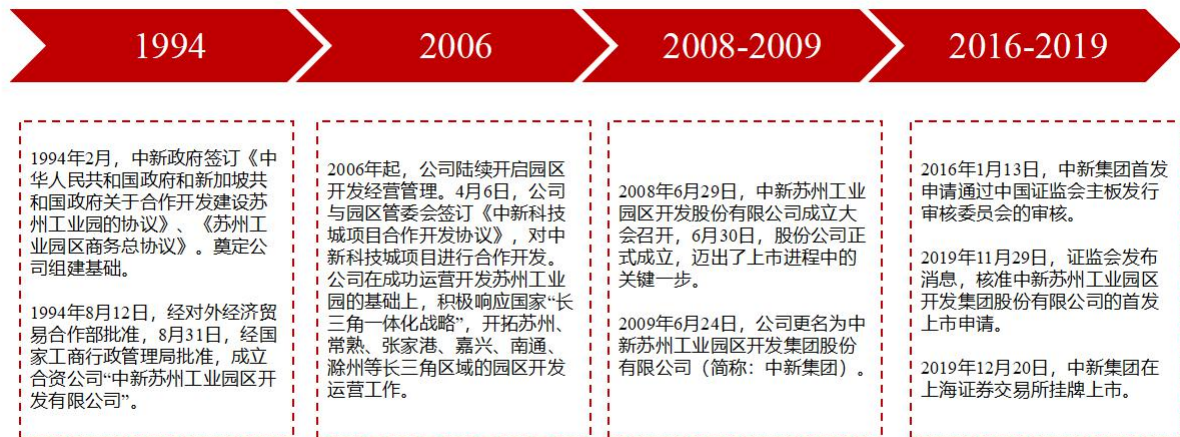 1994
2006
2008-2009
2016-2019
1994年2月，中新政府签订《中
华人民共和国政府和新加坡共
和国政府关于合作开发建设苏
州工业园的协议》、《苏州工
业园区商务总协议》。奠定公
司组建基础。
1994年8月12日，经对外经济贸
易合作部批准，8月31日，经国
家工商行政管理局批准，成立
合资公司“中新苏州工业园区开
发有限公司”。
2006年起，公司陆续开启园区
开发经营管理。4月6日，公司
与园区管委会签订《中新科技
城项目合作开发协议》，对中
新科技城项目进行合作开发。
公司在成功运营开发苏州工业
园的基础上，积极响应国家“长
三角一体化战略”，开拓苏州、
常熟、张家港、嘉兴、南通、
滁州等长三角区域的园区开发
运营工作。
2008年6月29日，中新苏州工业
园区开发股份有限公司成立大
会召开，6月30日，股份公司正
式成立，迈出了上市进程中的
关键一步。
2009年6月24日，公司更名为中
新苏州工业园区开发集团股份
有限公司（简称：中新集团）。
2016年1月13日，中新集团首发
申请通过中国证监会主板发行
审核委员会的审核。
2019年11月29日，证监会发布
消息，核准中新苏州工业园区
开发集团股份有限公司的首发
上市申请。
2019年12月20日，中新集团在
上海证券交易所挂牌上市。